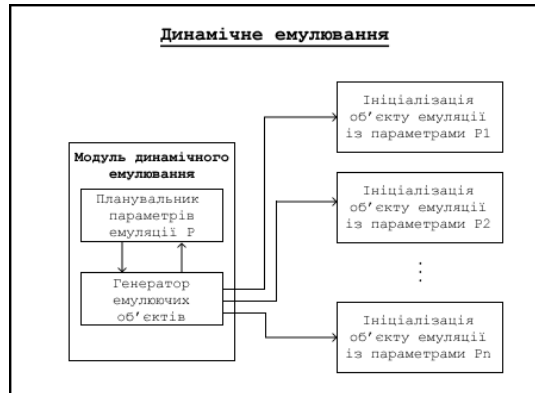 Динамічне емулювання
Модуль динамічного
емулювання
Планувальник
параметрів
емуляції P
Генератор
емулюючих
об'єктів
Ініціалізація
об'єкту емуляції
із параметрами P1
Ініціалізація
об'єкту емуляції
із параметрами P2
Ініціалізація
об'єкту емуляції
із параметрами Pn